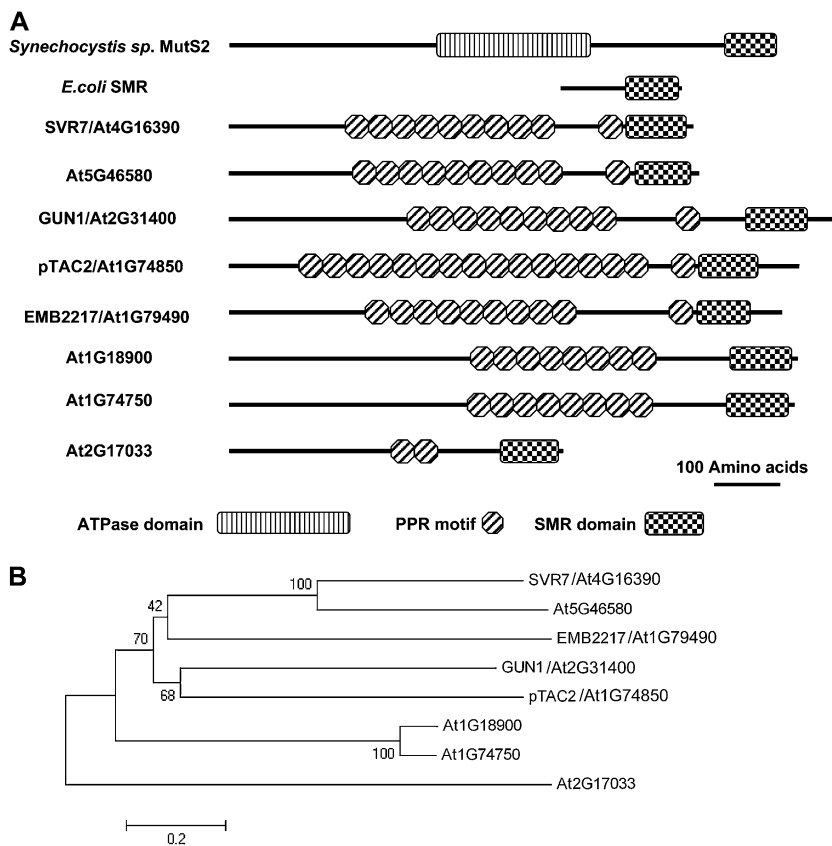 A
Synechocystis sp. MutS2
E.coli SMR
SVR7/At4G16390
At5G46580
GUN1/At2G31400
pTAC2/At1G74850
EMB2217/At1G79490
At1G18900
At1G74750
At2G17033
100 Amino acids
ATPase domain
PPR motif
SMR domain
B
100
SVR7/At4G16390
At5G46580
42
EMB2217/At1G79490
70
GUN1/At2G31400
68
pTAC2/At1G74850
At1G18900
100
At1G74750
At2G17033
0.2